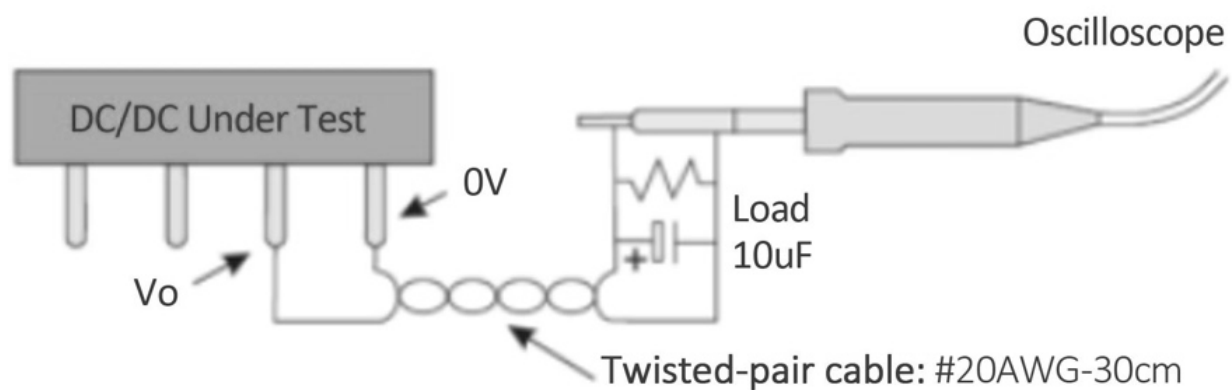 Oscilloscope
DC/DC Under Test
0V
Load
10uF
+
Vo
Twisted-pair cable: #20AWG-30cm